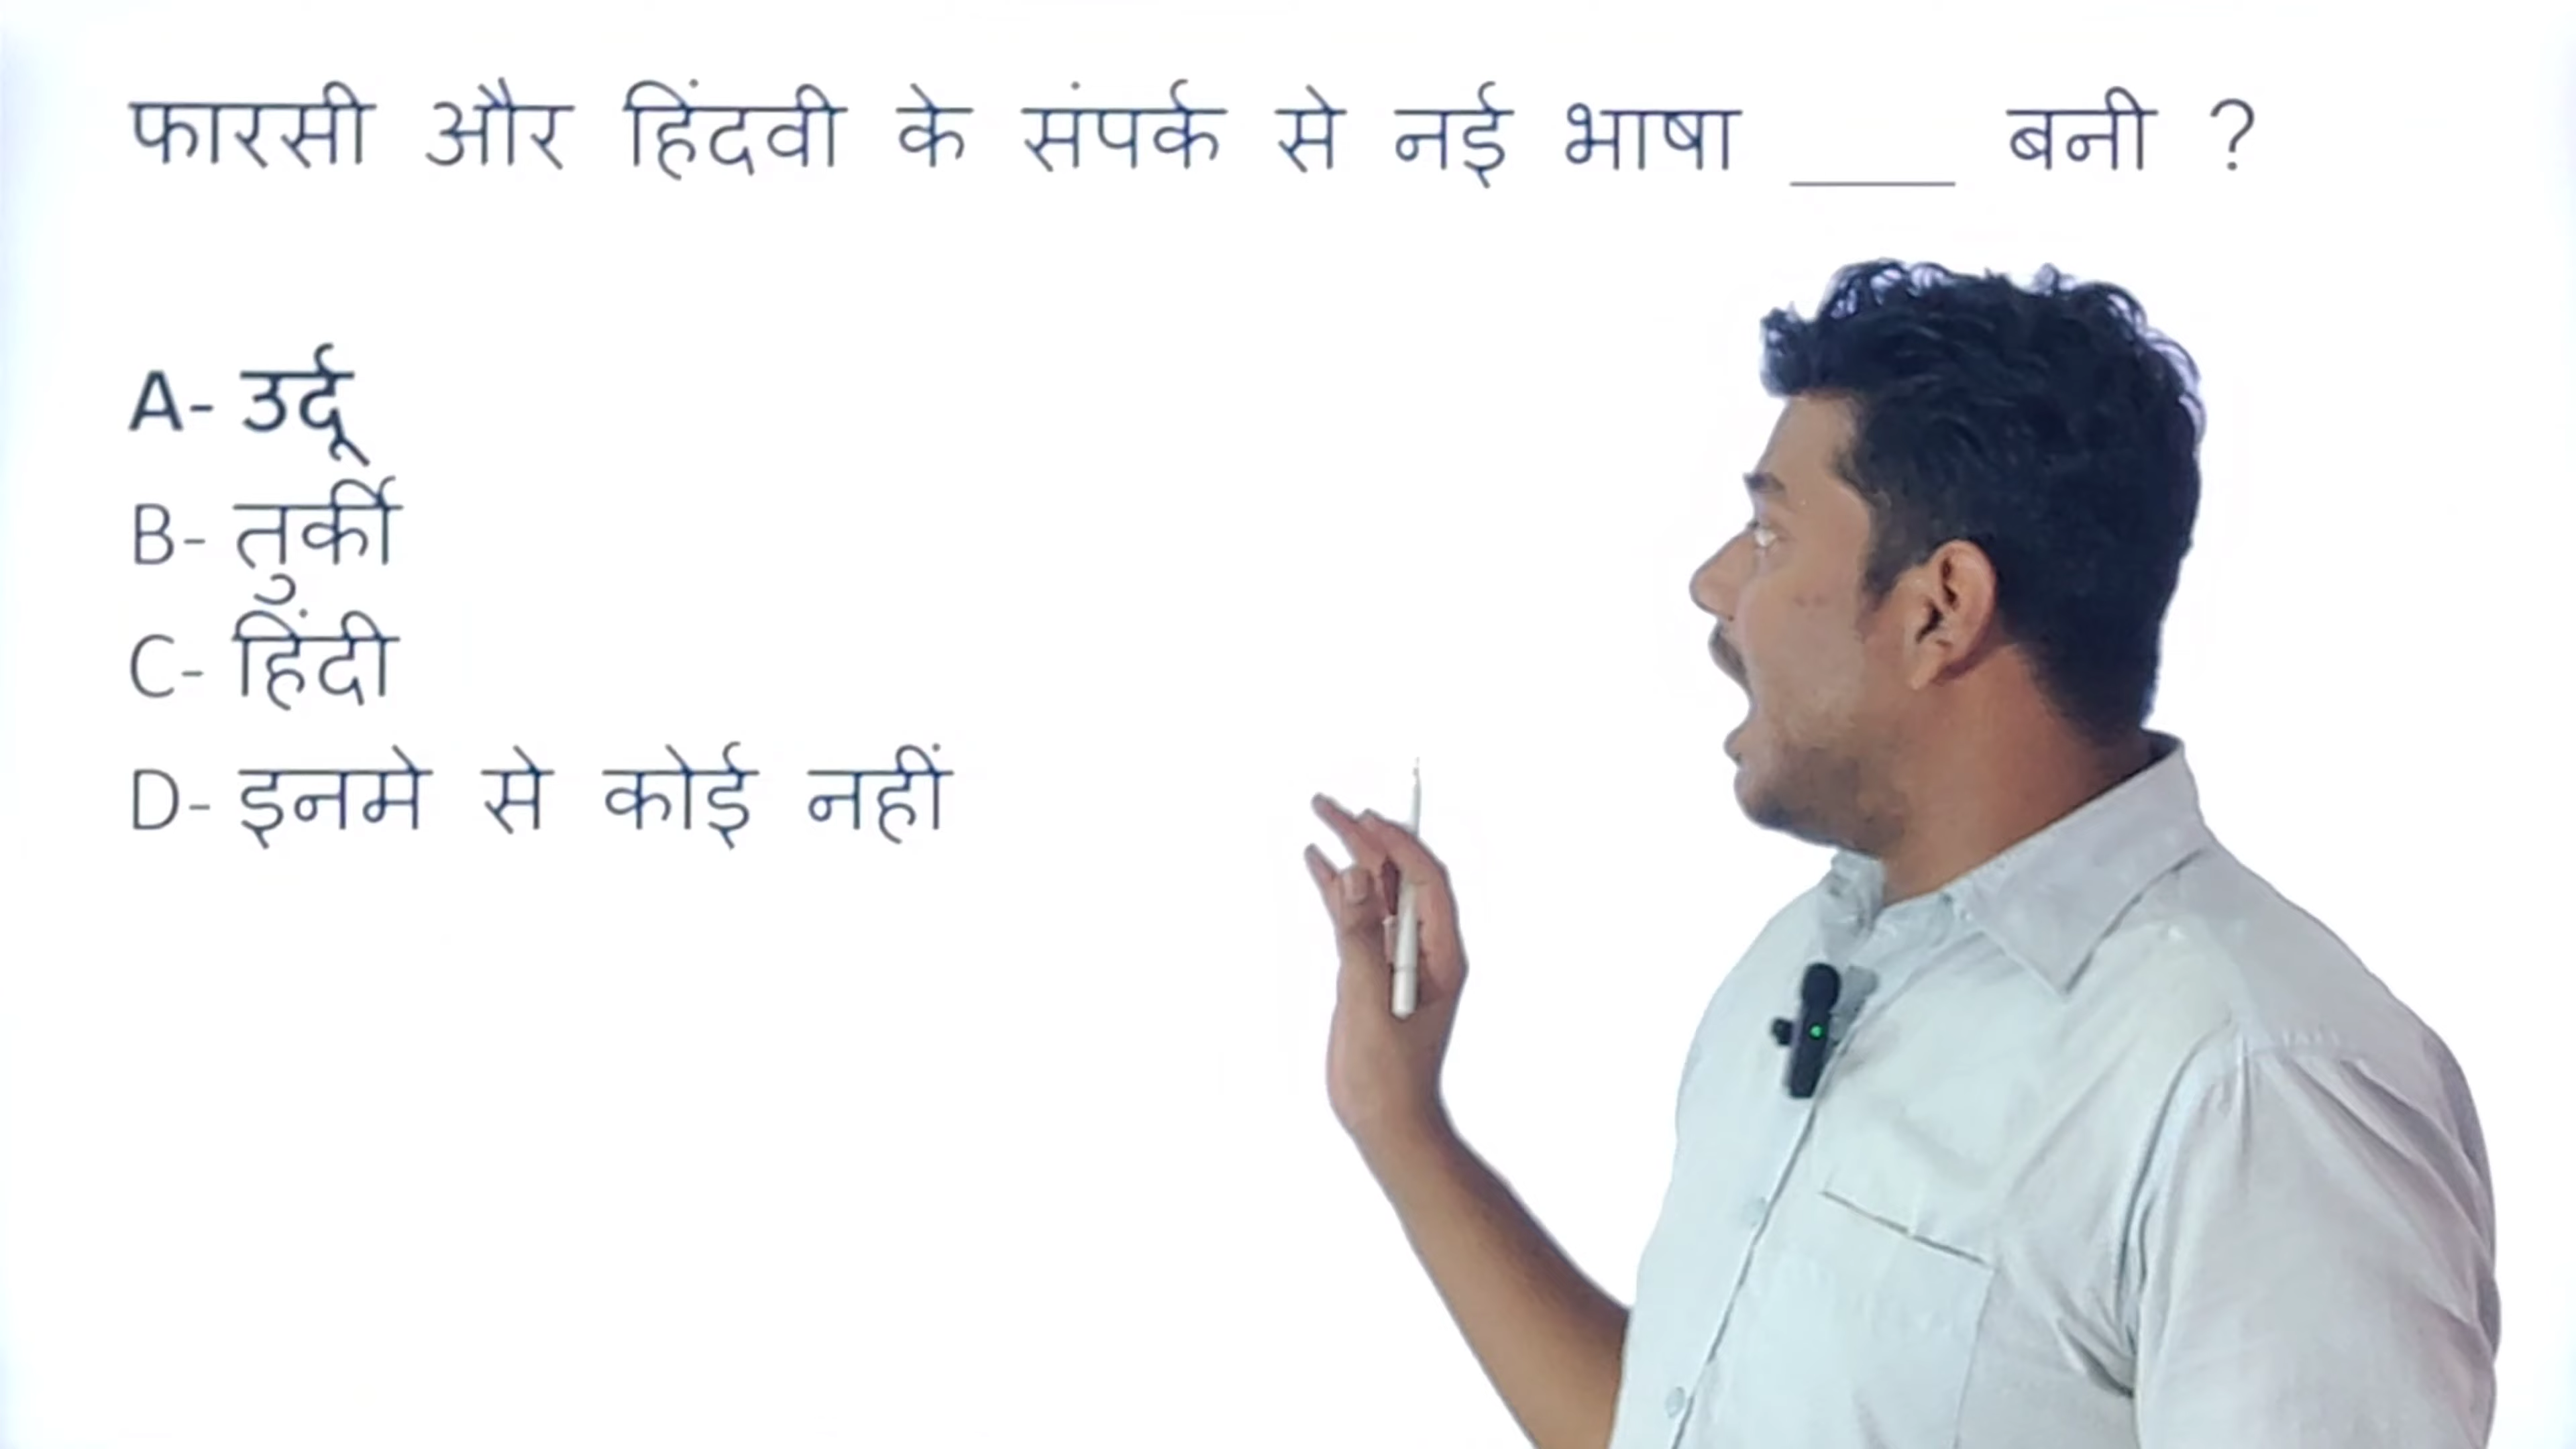 फारसी और हिंदवी के संपर्क से नई भाषा ____ बनी ?
A- उर्दू
B- तुर्की
C- हिंदी
D- इनमे से कोई नहीं